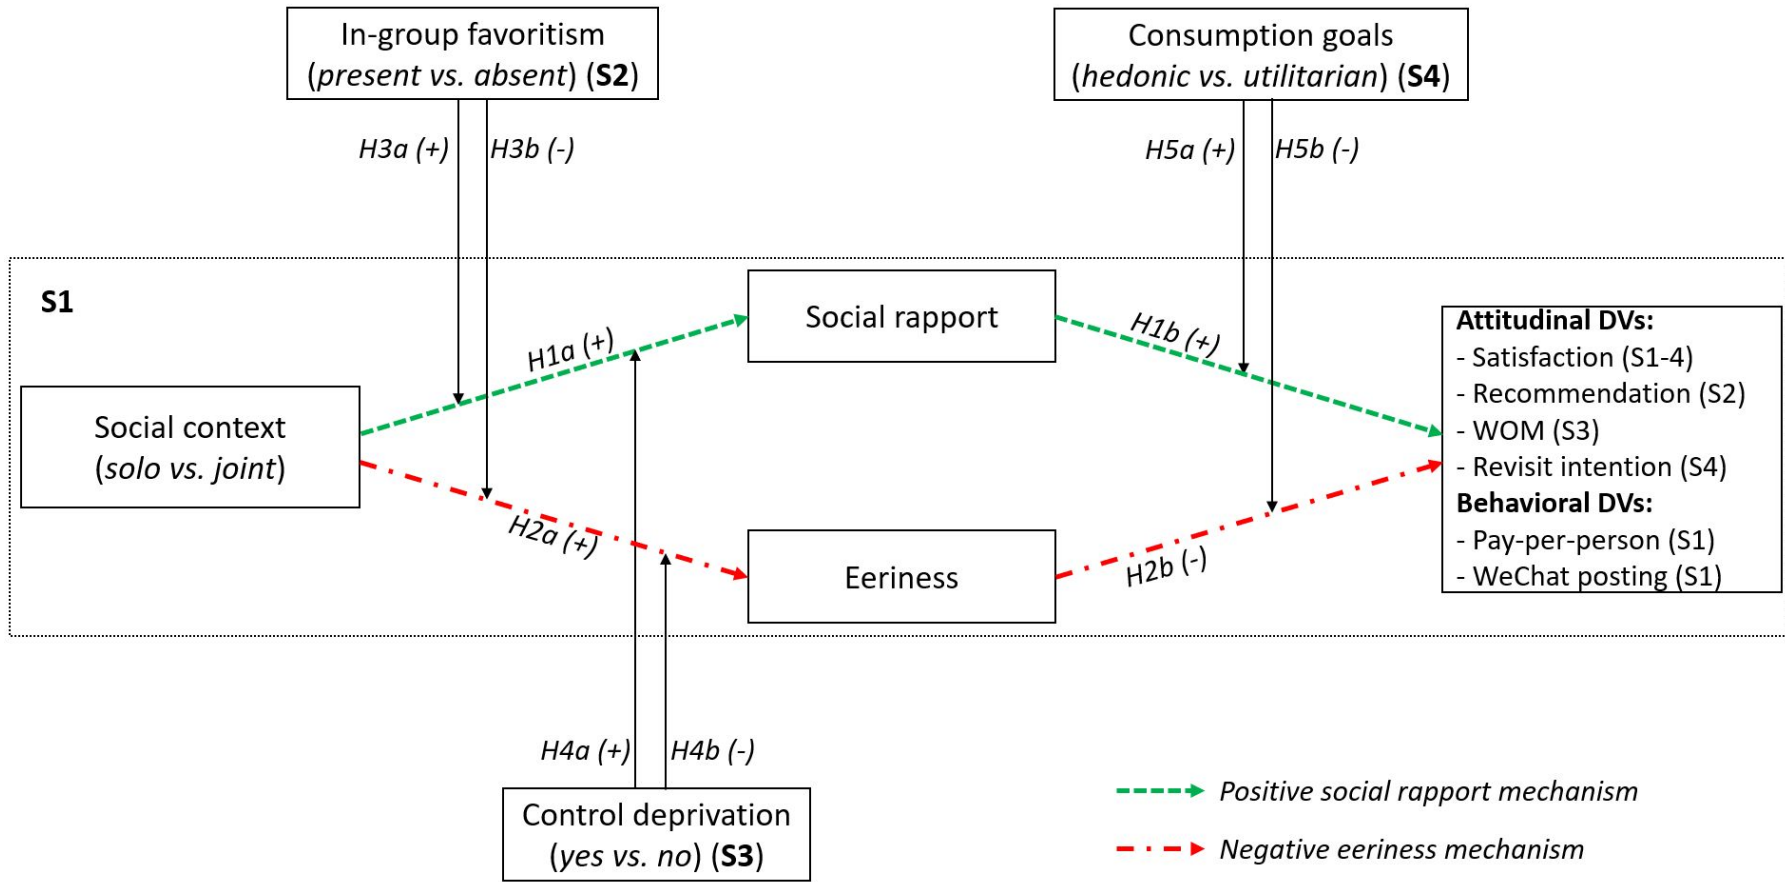 In-group favoritism
(present vs. absent) (S2)
Consumption goals
(hedonic vs. utilitarian) (S4)
H3a (+)
H3b (-)
H5a (+)
H5b (-)
S1
Social rapport
H1a (+)
H1b (+)
Social context
(solo vs. joint)
Attitudinal DVs:
- Satisfaction (S1-4)
- Recommendation (S2)
- WOM (S3)
- Revisit intention (S4)
Behavioral DVs:
- Pay-per-person (S1)
- WeChat posting (S1)
H2a (+)
Eeriness
H2b (-)
H4a (+)
H4b (-)
Control deprivation
(yes vs. no) (S3)
Positive social rapport mechanism
Negative eeriness mechanism